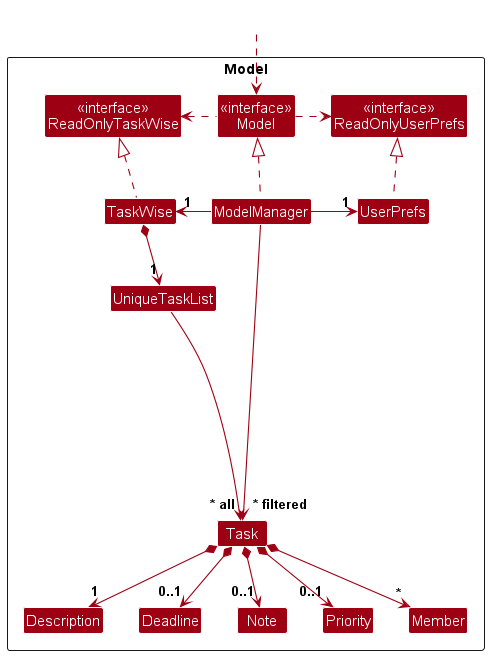 Model
«interface»
ReadOnlyTaskWise
«interface»
Model
«interface»
ReadOnlyUserPrefs
TaskWise
1
ModelManager
1
UserPrefs
1
UniqueTaskList
* all
* filtered
Task
1
0..1
0..1
0..1
*
Description
Deadline
Note
Priority
Member